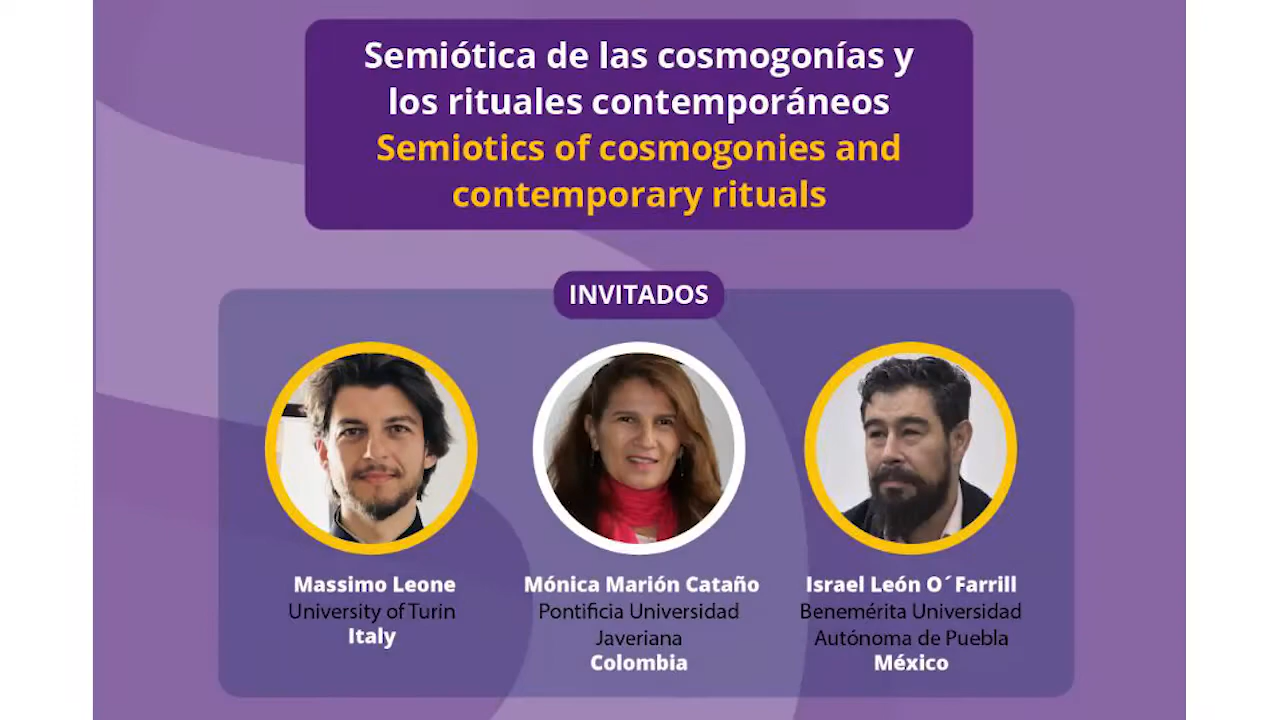 Semiótica de las cosmogonías y
los rituales contemporáneos
Semiotics of cosmogonies and
contemporary rituals
INVITADOS
Massimo Leone
University of Turin
Italy
Mónica Marión Cataño
Pontificia Universidad
Javeriana
Colombia
Israel León O´Farrill
Benemérita Universidad
Autónoma de Puebla
México